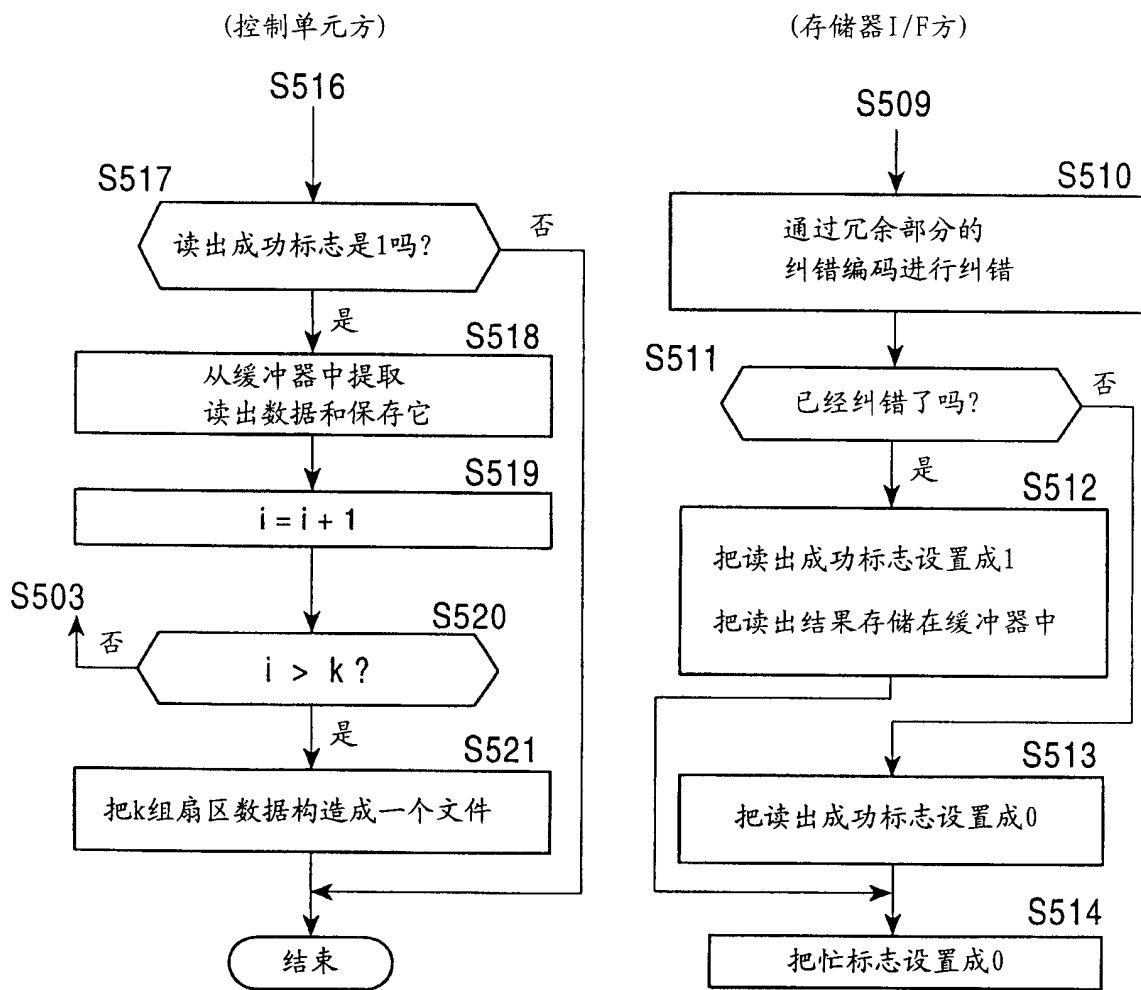 (控制单元方)
S516
S517
读出成功标志是1吗?
否
是
S518
从缓冲器中提取
读出数据和保存它
S519
i = i + 1
S503
否
S520
i > k ?
是
S521
把k组扇区数据构造成一个文件
结束
(存储器I/F方)
S509
S510
通过冗余部分的
纠错编码进行纠错
S511
已经纠错了吗?
否
是
S512
把读出成功标志设置成1
把读出结果存储在缓冲器中
S513
把读出成功标志设置成0
S514
把忙标志设置成0